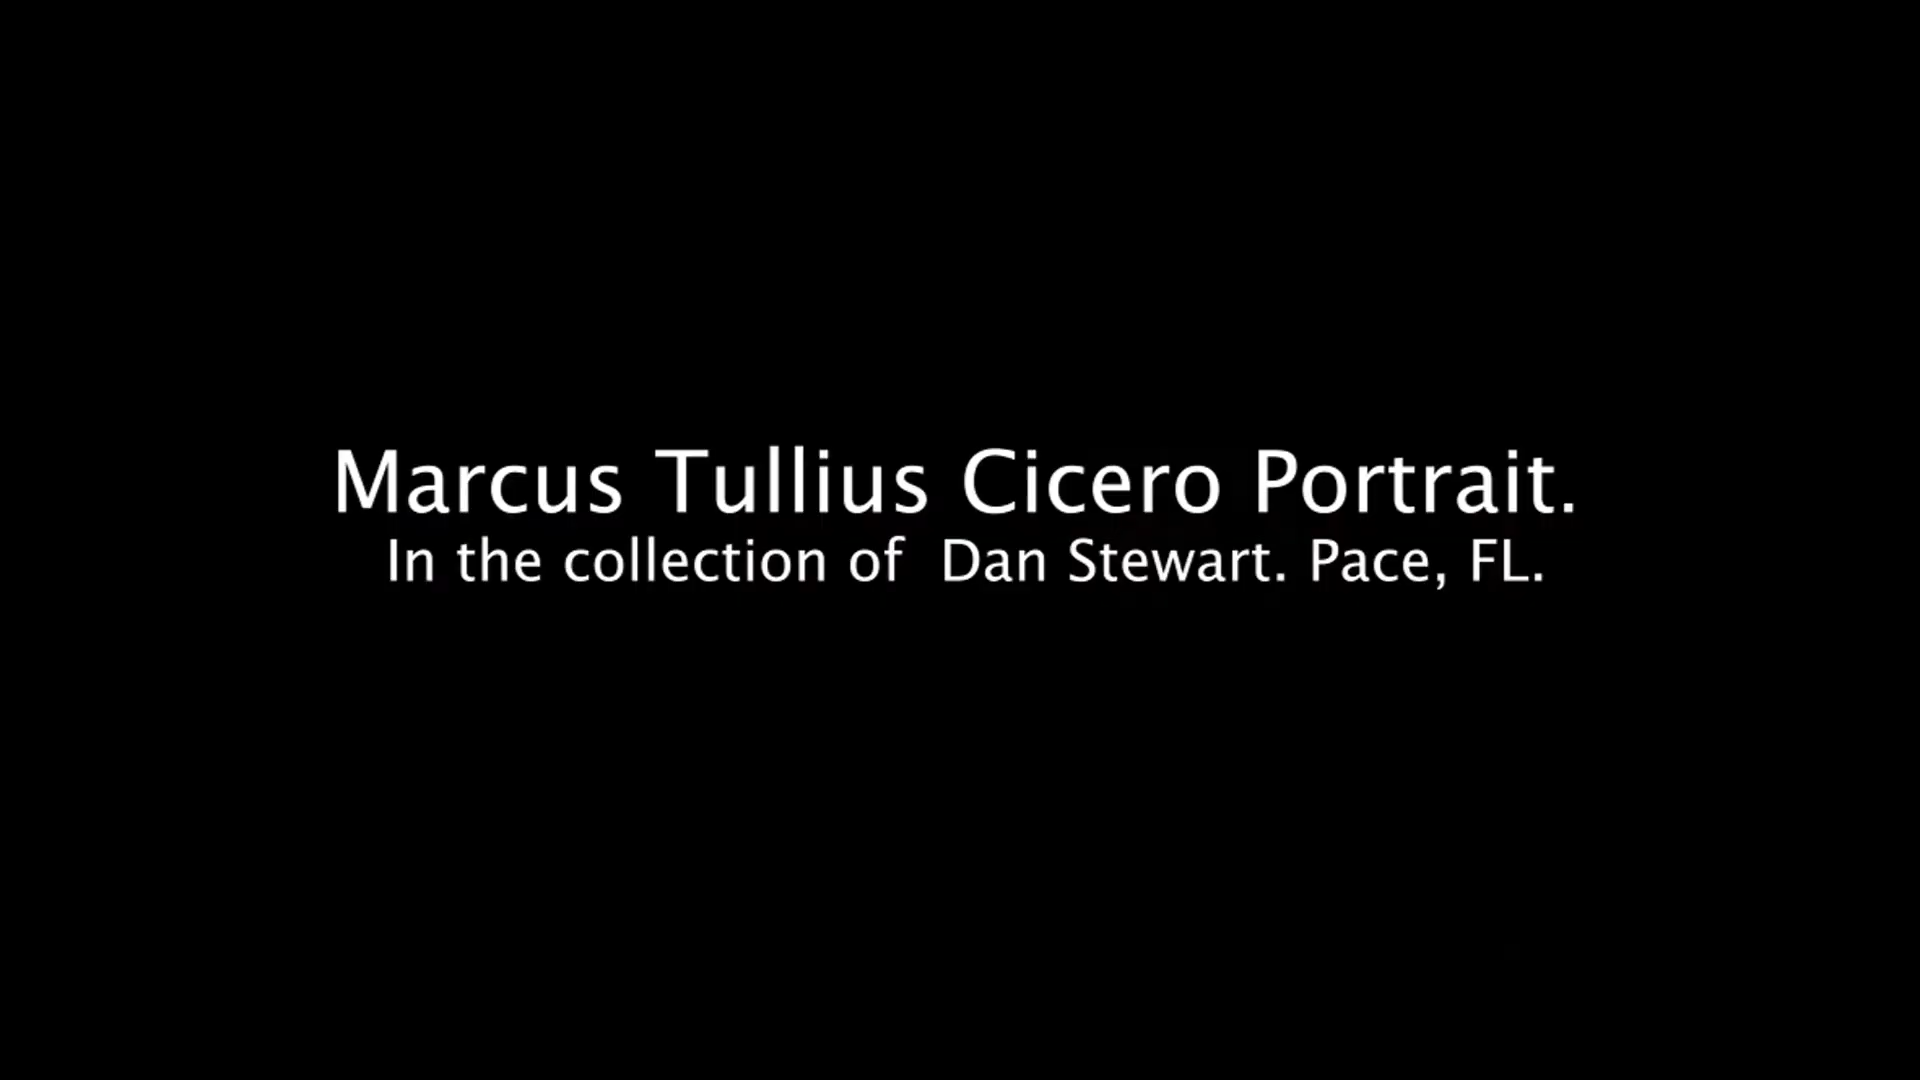 Marcus Tullius Cicero Portrait.
In the collection of  Dan Stewart. Pace, FL.